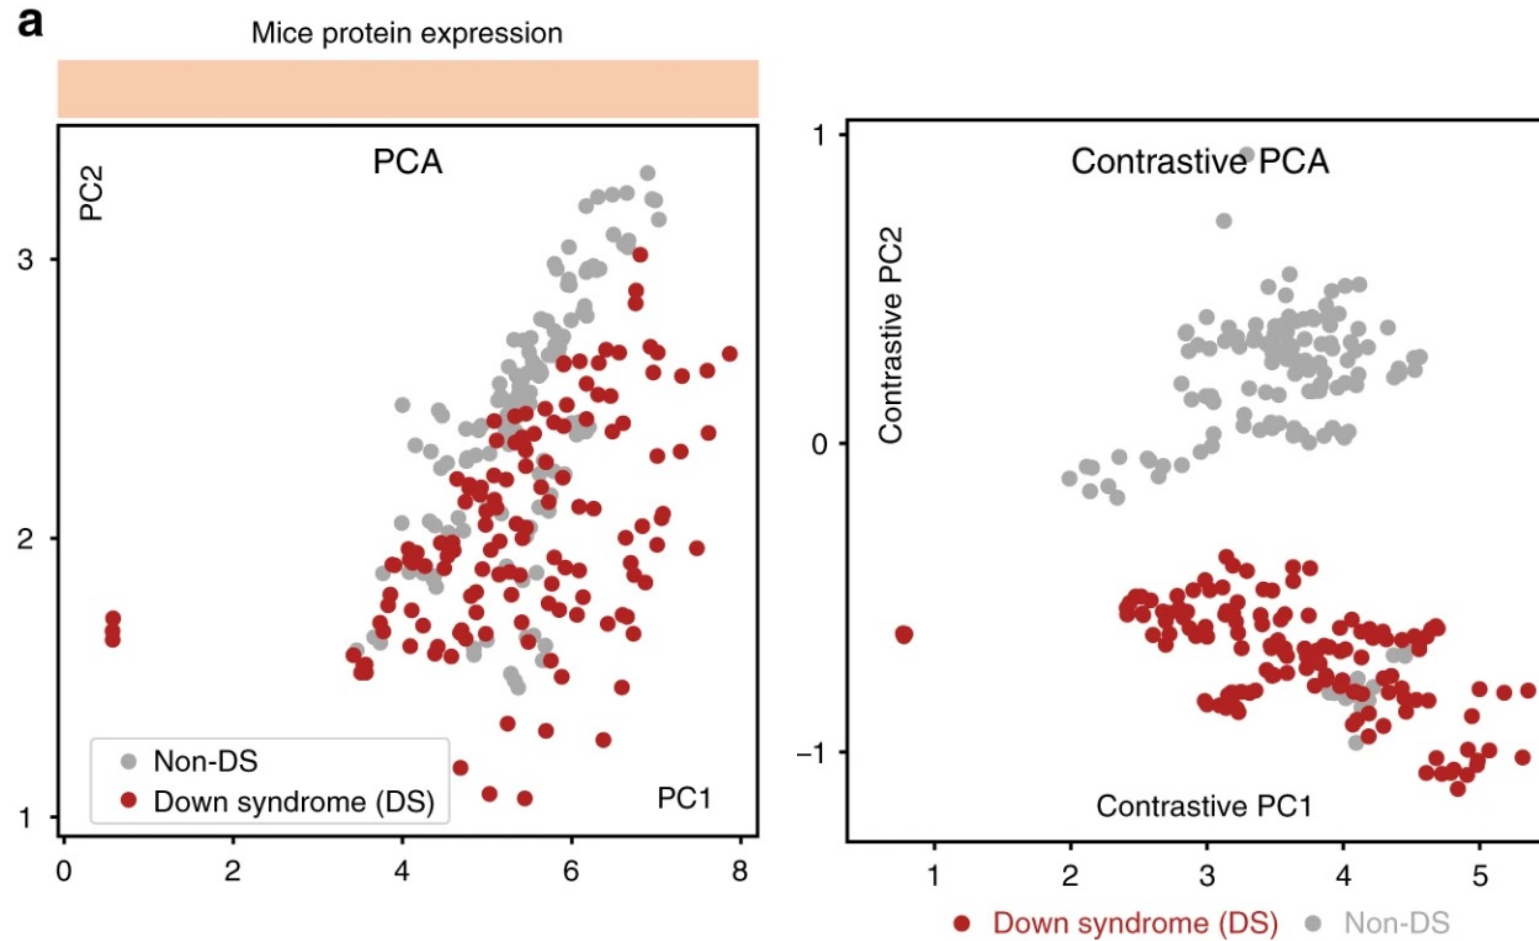 a
Mice protein expression
PCA
PC2
3
2
1
Non-DS
Down syndrome (DS)
PC1
0 2 4 6 8
1
Contrastive PCA
Contrastive PC2
0
−1
Contrastive PC1
1 2 3 4 5
Down syndrome (DS) Non-DS